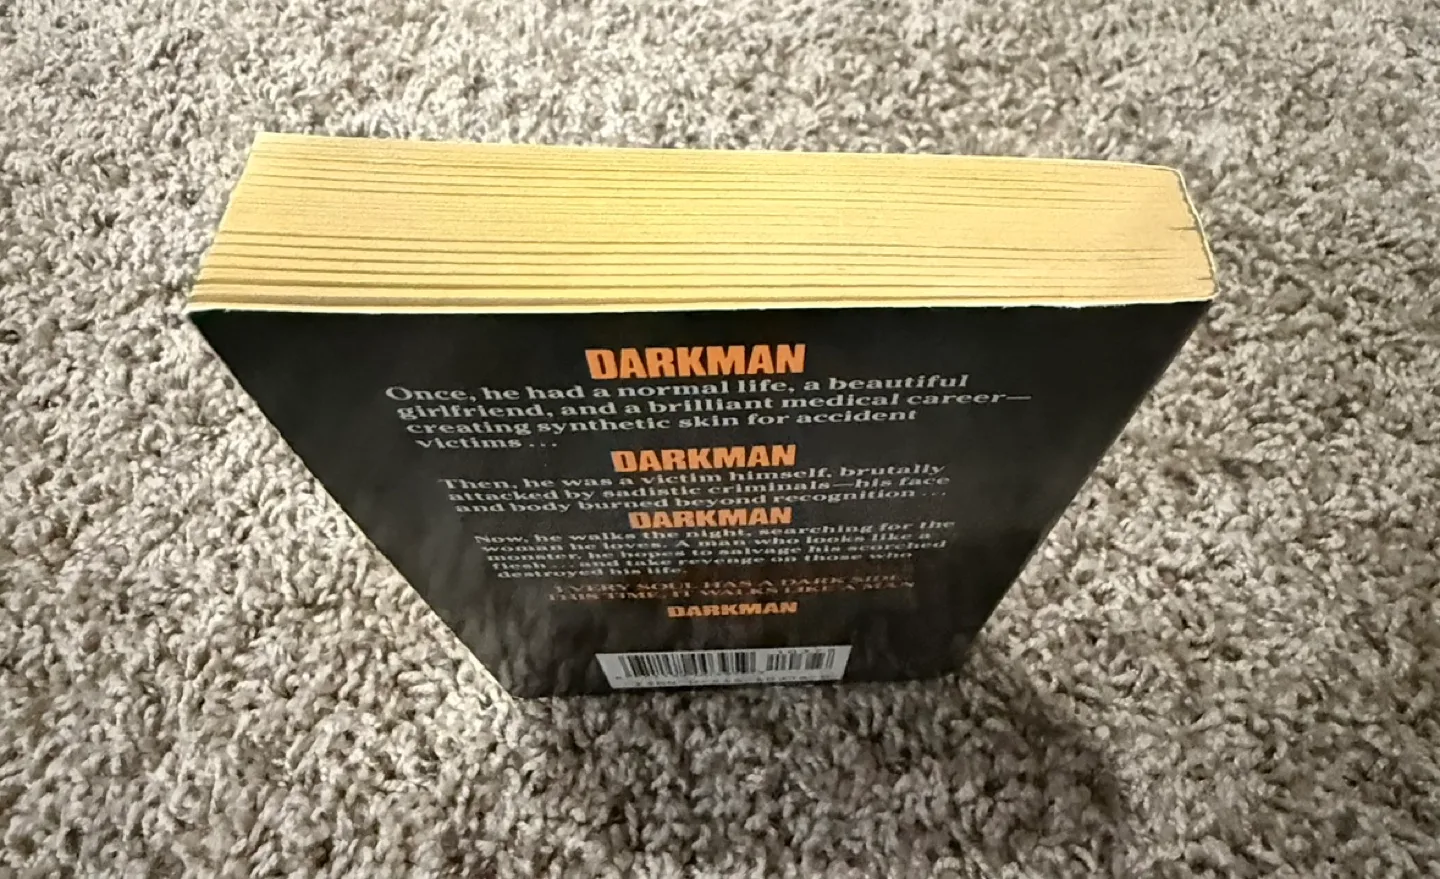 DARKMAN
Once, he had a normal life, a beautiful
girlfriend, and a brilliant medical career—
creating synthetic skin for accident
victims . . .
DARKMAN
Then, he was a victim himself, brutally
attacked by sadistic criminals—his face
and body burned beyond recognition . . .
DARKMAN
Now, he walks the night, searching for the
woman he loves. A man who looks like a
monster, he hopes to salvage his scorched
flesh . . . and take revenge on those who
destroyed his life.
EVERY SOUL HAS A DARK SIDE.
THIS TIME, IT WALKS LIKE A MAN
DARKMAN